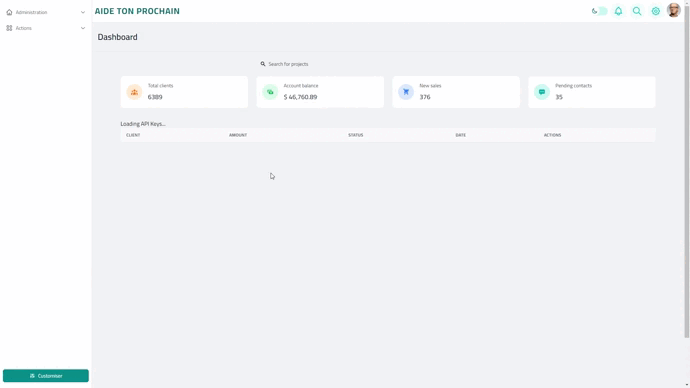 Administration
Actions
AIDE TON PROCHAIN
Dashboard
Search for projects
Total clients
6389
Account balance
$ 46,760.89
New sales
376
Pending contacts
35
Loading API Keys...
CLIENT AMOUNT STATUS DATE ACTIONS
Customiser